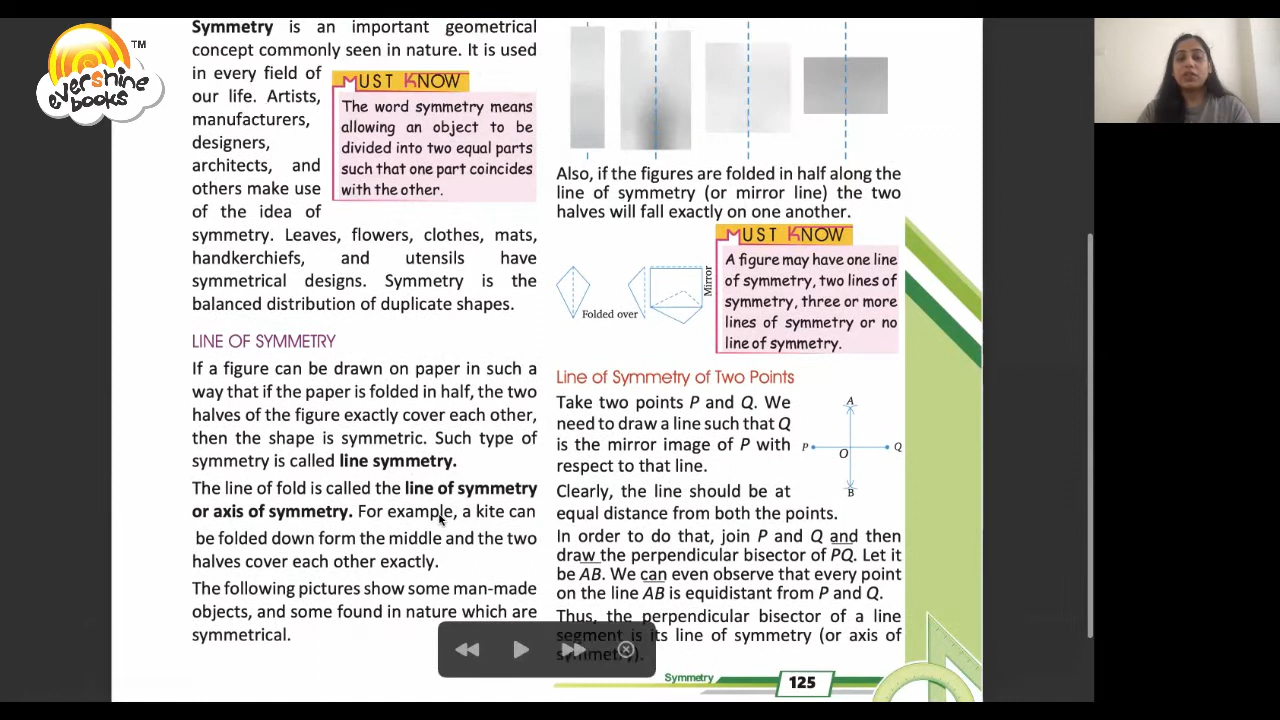 evershine
books
TM
Symmetry is an important geometrical
concept commonly seen in nature. It is used
in every field of
our life. Artists,
manufacturers,
designers,
architects, and
others make use
of the idea of
symmetry. Leaves, flowers, clothes, mats,
handkerchiefs, and utensils have
symmetrical designs. Symmetry is the
balanced distribution of duplicate shapes.
MUST KNOW
The word symmetry means
allowing an object to be
divided into two equal parts
such that one part coincides
with the other.
LINE OF SYMMETRY
If a figure can be drawn on paper in such a
way that if the paper is folded in half, the two
halves of the figure exactly cover each other,
then the shape is symmetric. Such type of
symmetry is called line symmetry.
The line of fold is called the line of symmetry
or axis of symmetry. For example, a kite can
be folded down form the middle and the two
halves cover each other exactly.
The following pictures show some man-made
objects, and some found in nature which are
symmetrical.
Also, if the figures are folded in half along the
line of symmetry (or mirror line) the two
halves will fall exactly on one another.
Folded over
Mirror
MUST KNOW
A figure may have one line
of symmetry, two lines of
symmetry, three or more
lines of symmetry or no
line of symmetry.
Line of Symmetry of Two Points
Take two points P and Q. We
need to draw a line such that Q
is the mirror image of P with
respect to that line.
Clearly, the line should be at
equal distance from both the points.
A
P
O
Q
B
In order to do that, join P and Q and then
draw the perpendicular bisector of PQ. Let it
be AB. We can even observe that every point
on the line AB is equidistant from P and Q.
Thus, the perpendicular bisector of a line
segment is its line of symmetry (or axis of
symmetry).
Symmetry
125